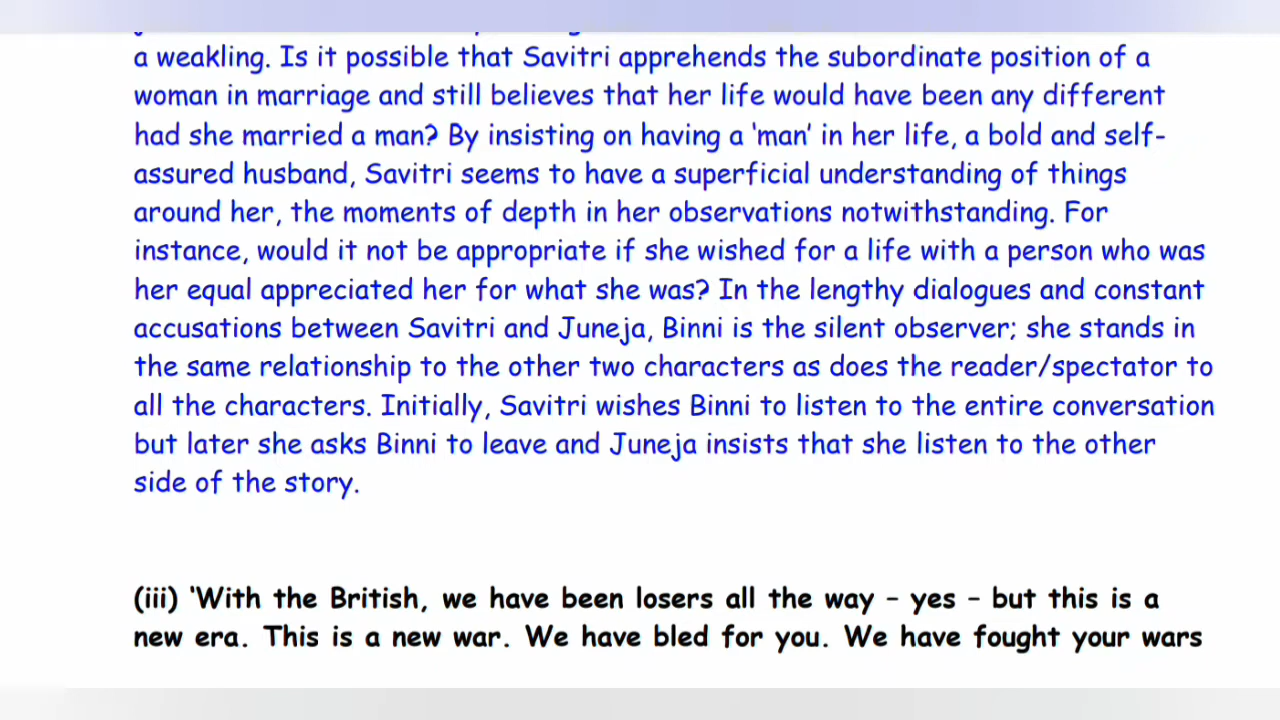 a weakling. Is it possible that Savitri apprehends the subordinate position of a
woman in marriage and still believes that her life would have been any different
had she married a man? By insisting on having a 'man' in her life, a bold and self-
assured husband, Savitri seems to have a superficial understanding of things
around her, the moments of depth in her observations notwithstanding. For
instance, would it not be appropriate if she wished for a life with a person who was
her equal appreciated her for what she was? In the lengthy dialogues and constant
accusations between Savitri and Juneja, Binni is the silent observer; she stands in
the same relationship to the other two characters as does the reader/spectator to
all the characters. Initially, Savitri wishes Binni to listen to the entire conversation
but later she asks Binni to leave and Juneja insists that she listen to the other
side of the story.
(iii) 'With the British, we have been losers all the way – yes – but this is a
new era. This is a new war. We have bled for you. We have fought your wars